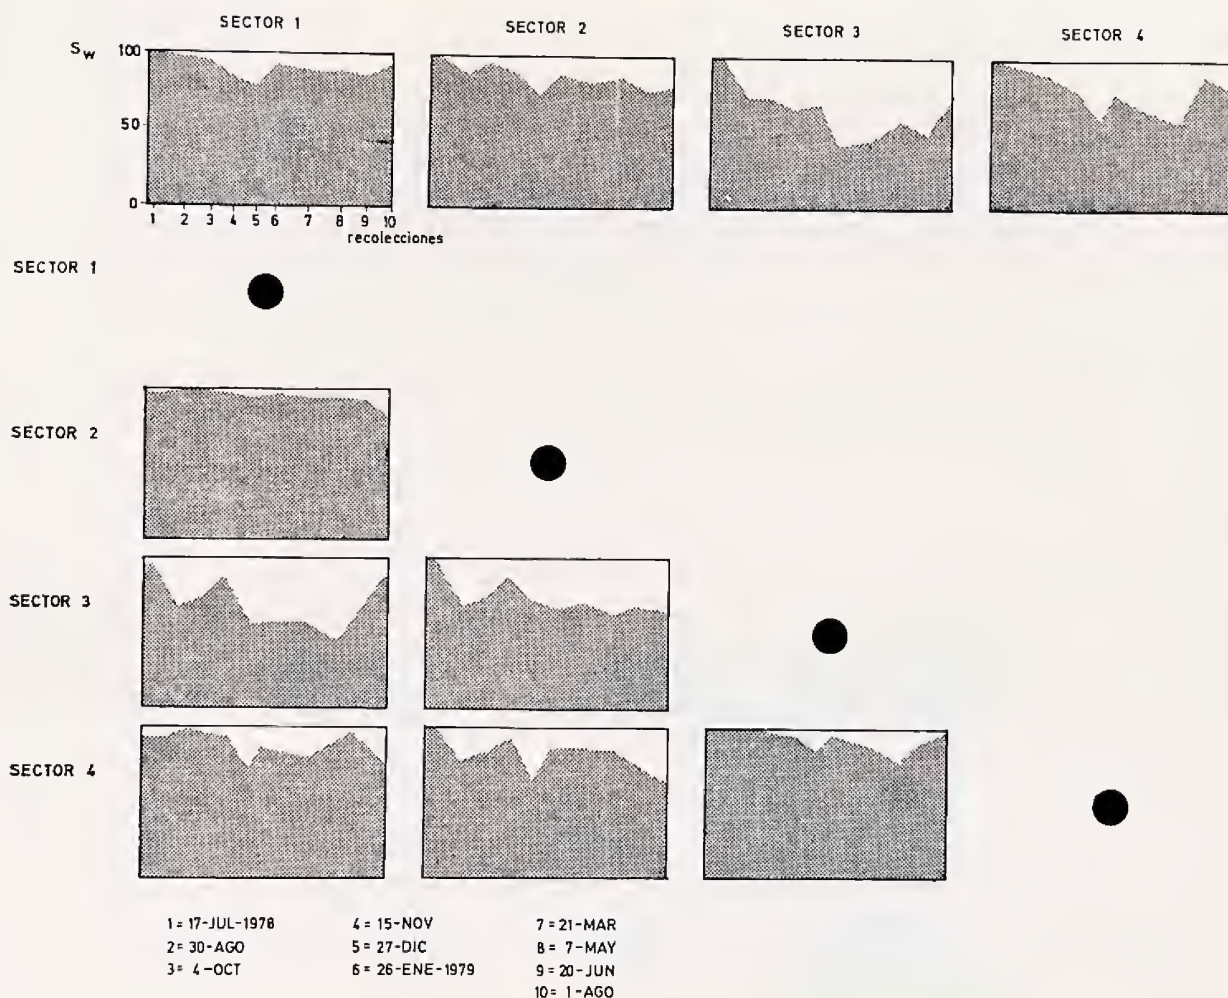 SECTOR 1
SECTOR 2
SECTOR 3
SECTOR 4
Sw
100
50
0
1 2 3 4 5 6 7 8 9 10
recolecciones
SECTOR 1
SECTOR 2
SECTOR 3
SECTOR 4
1 = 17-JUL-1978 4 = 15-NOV 7 = 21-MAR
2 = 30-AGO 5 = 27-DIC 8 = 7-MAY
3 = 4-OCT 6 = 26-ENE-1979 9 = 20-JUN
10 = 1-AGO